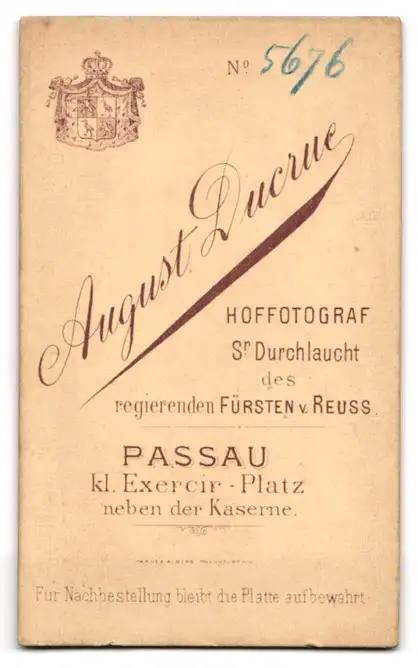 Nº 5676
August Ducrue
HOFFOTOGRAF
Sr Durchlaucht
des
regierenden FÜRSTEN v. REUSS.
PASSAU
kl. Exercir-Platz
neben der Kaserne.
Für Nachbestellung bleibt die Platte aufbewahrt.